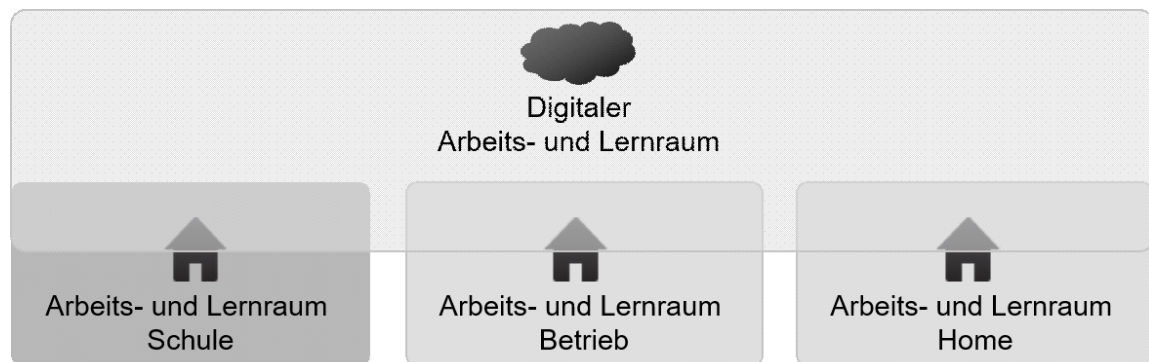 Digitaler
Arbeits- und Lernraum
Arbeits- und Lernraum
Schule
Arbeits- und Lernraum
Betrieb
Arbeits- und Lernraum
Home